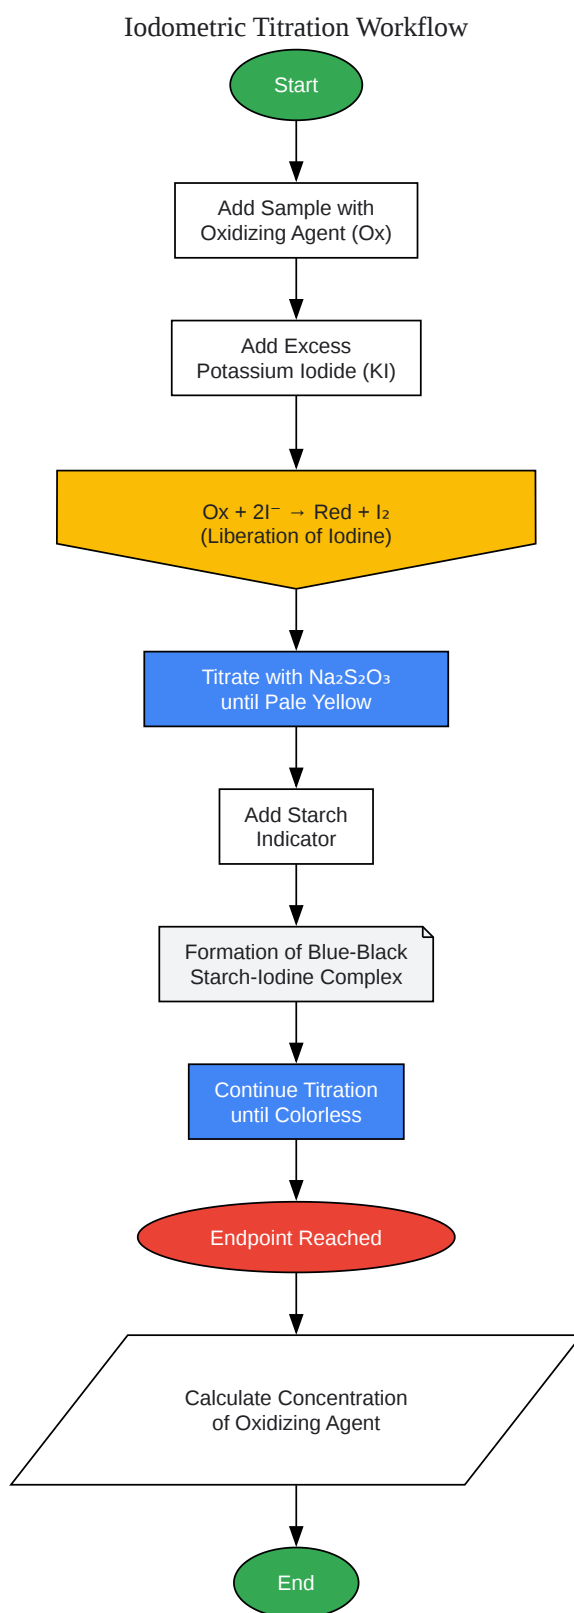 Iodometric Titration Workflow
Start
Add Sample with
Oxidizing Agent (Ox)
Add Excess
Potassium Iodide (KI)
Ox + 2I⁻ → Red + I₂
(Liberation of Iodine)
Titrate with Na₂S₂O₃
until Pale Yellow
Add Starch
Indicator
Formation of Blue-Black
Starch-Iodine Complex
Continue Titration
until Colorless
Endpoint Reached
Calculate Concentration
of Oxidizing Agent
End